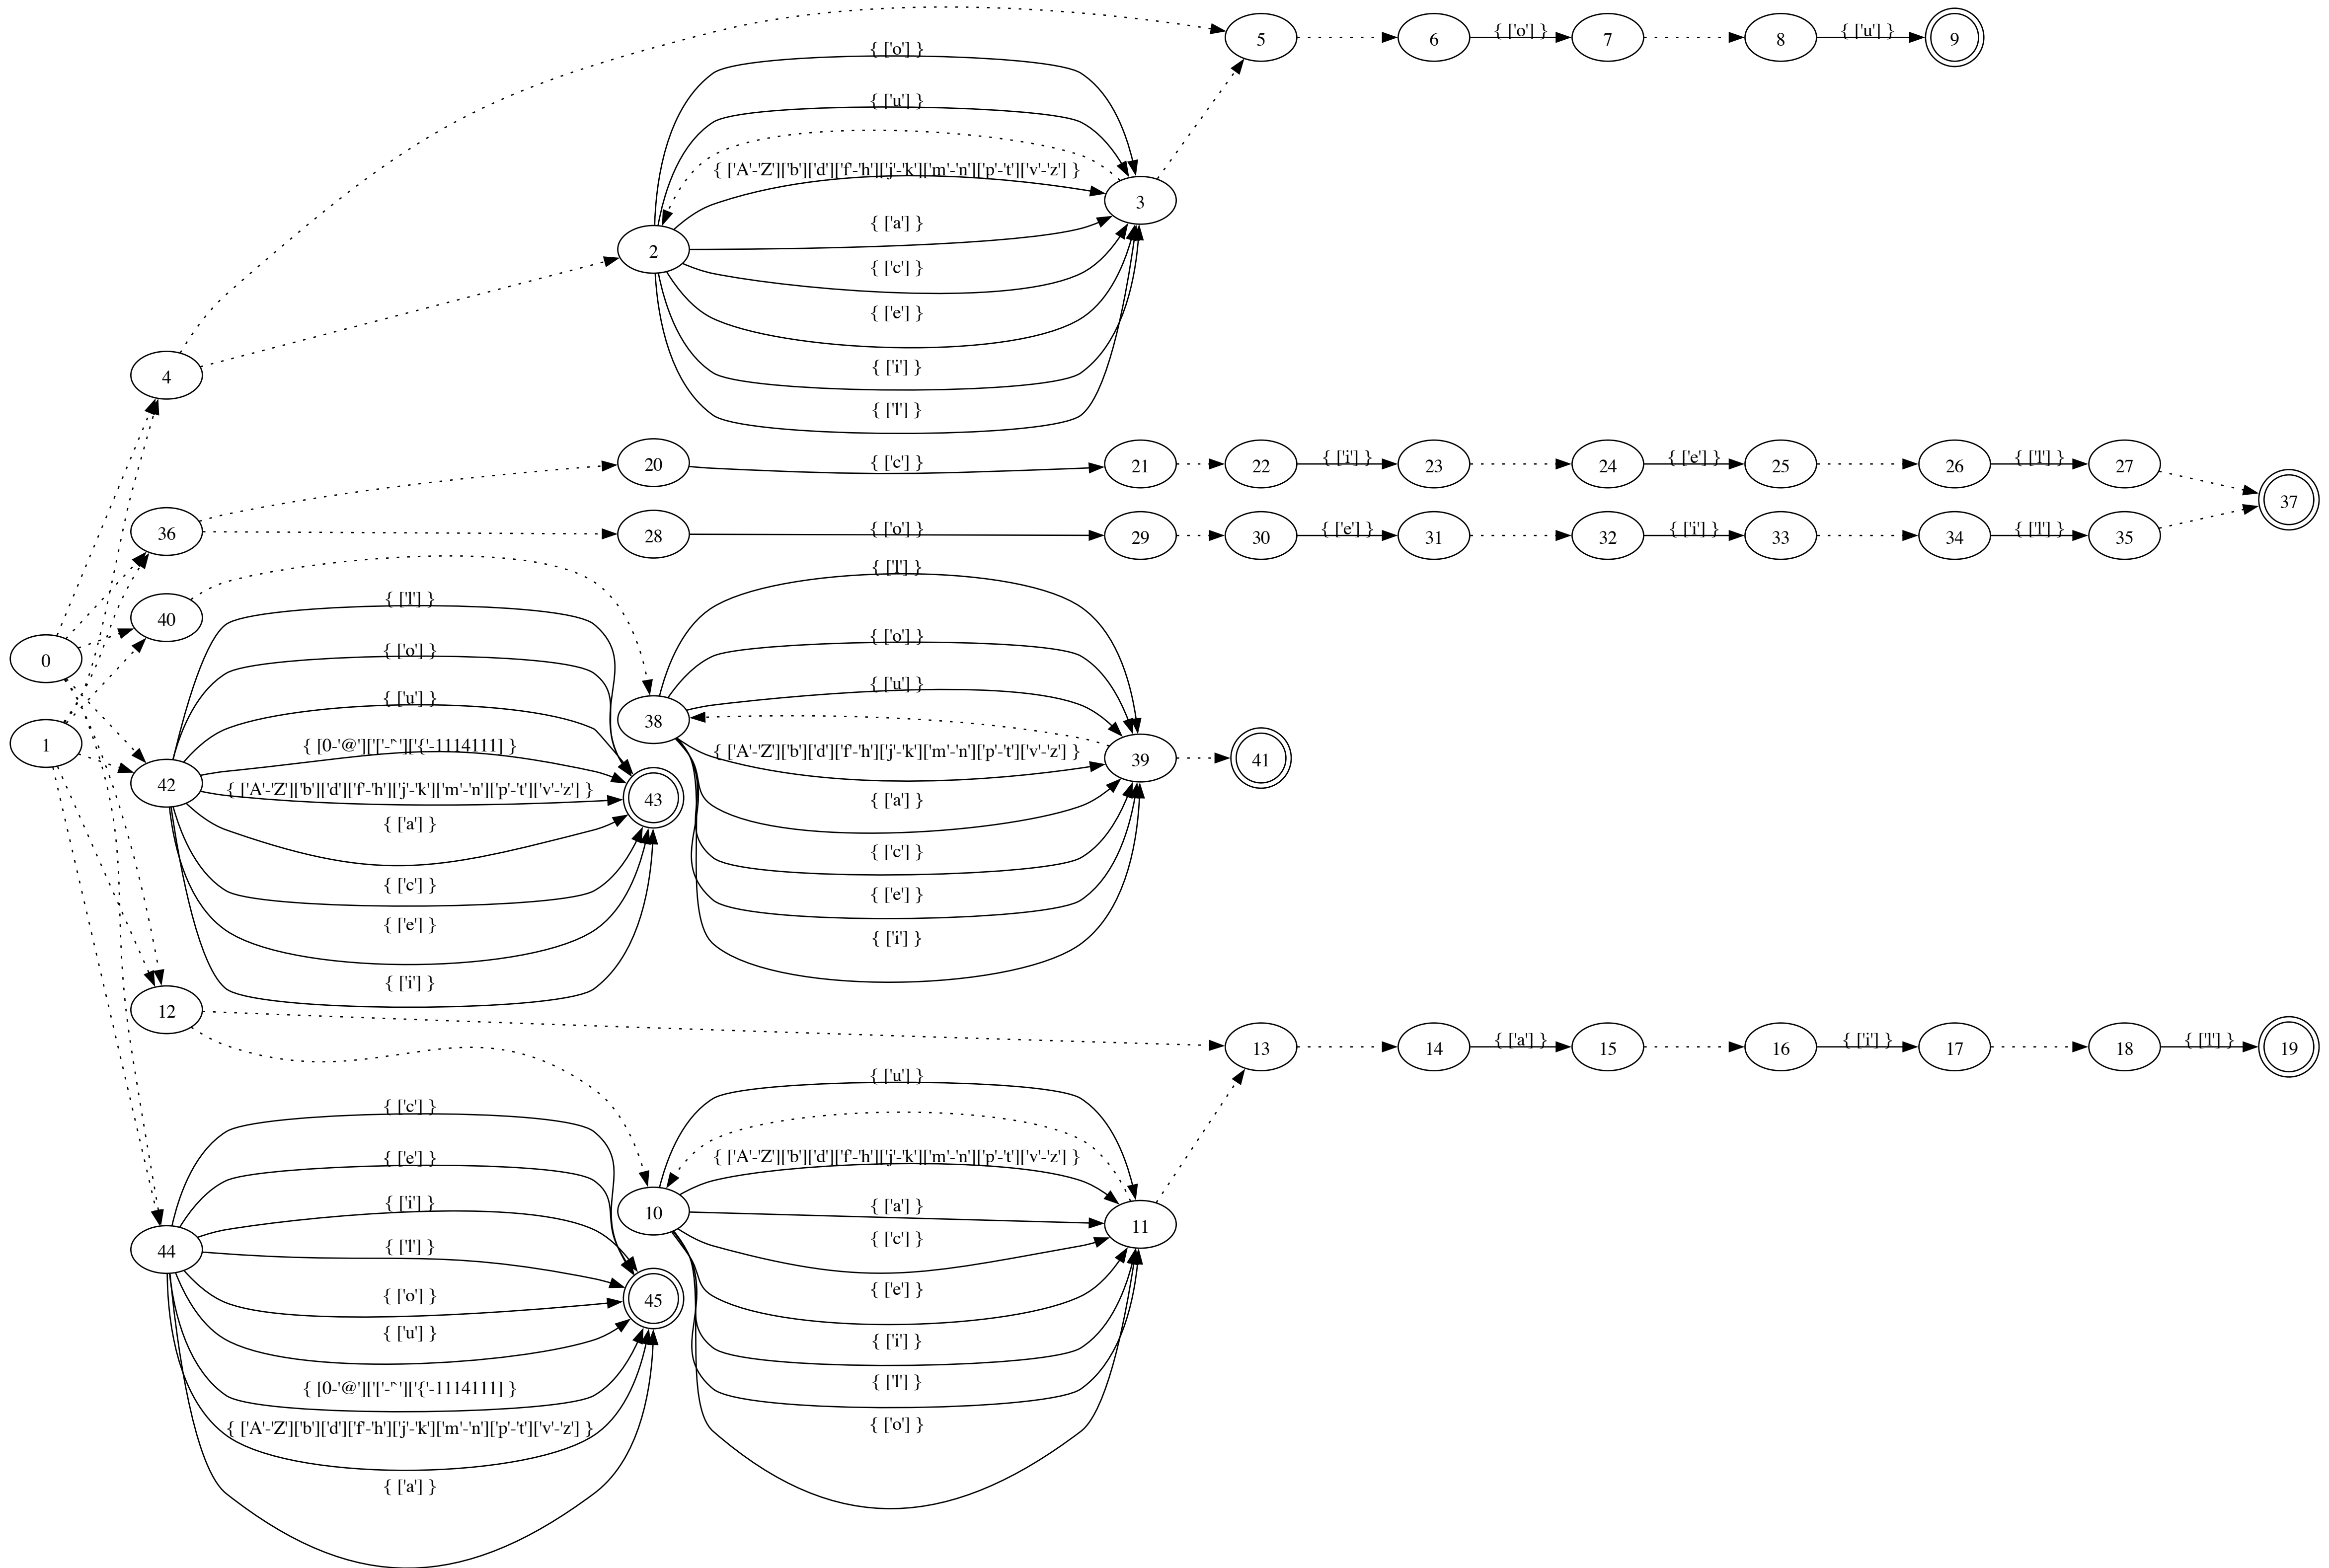 5 6 { ['o'] } 7 8 { ['u'] } 9
{ ['o'] }
{ ['u'] }
{ ['A'-'Z']['b']['d']['f'-'h']['j'-'k']['m'-'n']['p'-'t']['v'-'z'] }
3
{ ['a'] }
2
{ ['c'] }
{ ['e'] }
{ ['i'] }
4
{ ['l'] }
20 { ['c'] } 21 22 { ['i'] } 23 24 { ['e'] } 25 26 { ['l'] } 27
37
36 28 { ['o'] } 29 30 { ['e'] } 31 32 { ['i'] } 33 34 { ['l'] } 35
{ ['l'] }
{ ['l'] }
40
{ ['o'] }
{ ['o'] }
0
{ ['u'] }
{ ['u'] }
38
1
{ [0-'@']['['-'`']['{'-1114111] }
{ ['A'-'Z']['b']['d']['f'-'h']['j'-'k']['m'-'n']['p'-'t']['v'-'z'] }
39 41
42
{ ['A'-'Z']['b']['d']['f'-'h']['j'-'k']['m'-'n']['p'-'t']['v'-'z'] }
43
{ ['a'] }
{ ['a'] }
{ ['c'] }
{ ['c'] }
{ ['e'] }
{ ['e'] }
{ ['i'] }
{ ['i'] }
12
13 14 { ['a'] } 15 16 { ['i'] } 17 18 { ['l'] } 19
{ ['u'] }
{ ['c'] }
{ ['e'] }
{ ['A'-'Z']['b']['d']['f'-'h']['j'-'k']['m'-'n']['p'-'t']['v'-'z'] }
{ ['i'] }
{ ['a'] }
10
11
{ ['c'] }
44
{ ['l'] }
{ ['e'] }
{ ['o'] }
45
{ ['u'] }
{ ['i'] }
{ ['l'] }
{ [0-'@']['['-'`']['{'-1114111] }
{ ['o'] }
{ ['A'-'Z']['b']['d']['f'-'h']['j'-'k']['m'-'n']['p'-'t']['v'-'z'] }
{ ['a'] }